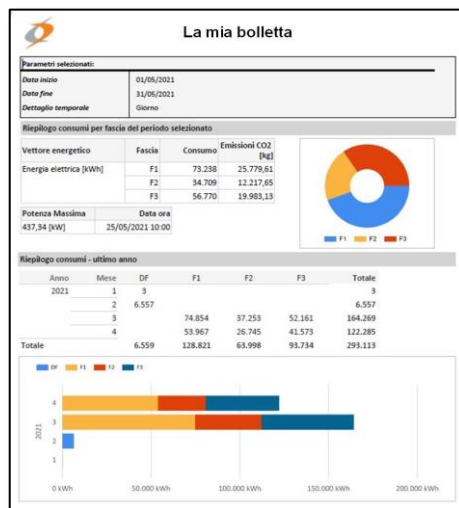 La mia bolletta
Parametri selezionati:
Data inizio 01/05/2021
Data fine 31/05/2021
Dettaglio temporale Giorno
Riepilogo consumi per fascia del periodo selezionato
Vettore energetico Fascia Consumo Emissioni CO2 [kg]
Energia elettrica [kWh] F1 73.238 25.779,61
F2 34.709 12.217,65
F3 56.770 19.983,13
Potenza Massima Data ora
437,34 [kW] 25/05/2021 10:00
F1 F2 F3
Riepilogo consumi - ultimo anno
Anno Mese DF F1 F2 F3 Totale
2021 1 3 3
2 6.557 6.557
3 74.854 37.253 52.161 164.269
4 53.967 26.745 41.573 122.285
Totale 6.559 128.821 63.998 93.734 293.113
DF F1 F2 F3
4
3
2
1
2021
0 kWh 50.000 kWh 100.000 kWh 150.000 kWh 200.000 kWh